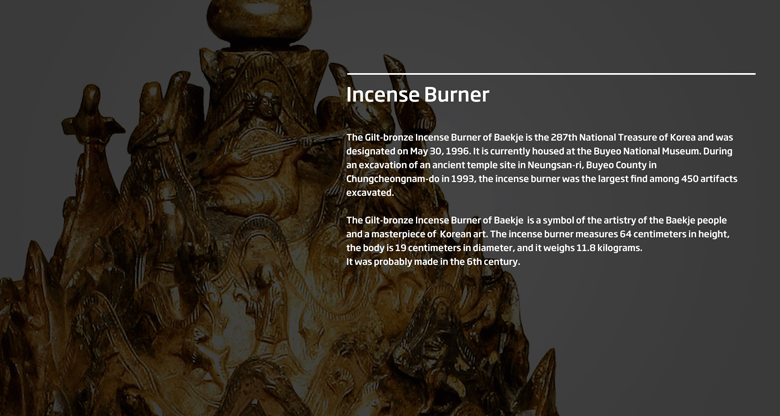 Incense Burner
The Gilt-bronze Incense Burner of Baekje is the 287th National Treasure of Korea and was
designated on May 30, 1996. It is currently housed at the Buyeo National Museum. During
an excavation of an ancient temple site in Neungsan-ri, Buyeo County in
Chungcheongnam-do in 1993, the incense burner was the largest find among 450 artifacts
excavated.
The Gilt-bronze Incense Burner of Baekje is a symbol of the artistry of the Baekje people
and a masterpiece of Korean art. The incense burner measures 64 centimeters in height,
the body is 19 centimeters in diameter, and it weighs 11.8 kilograms.
It was probably made in the 6th century.